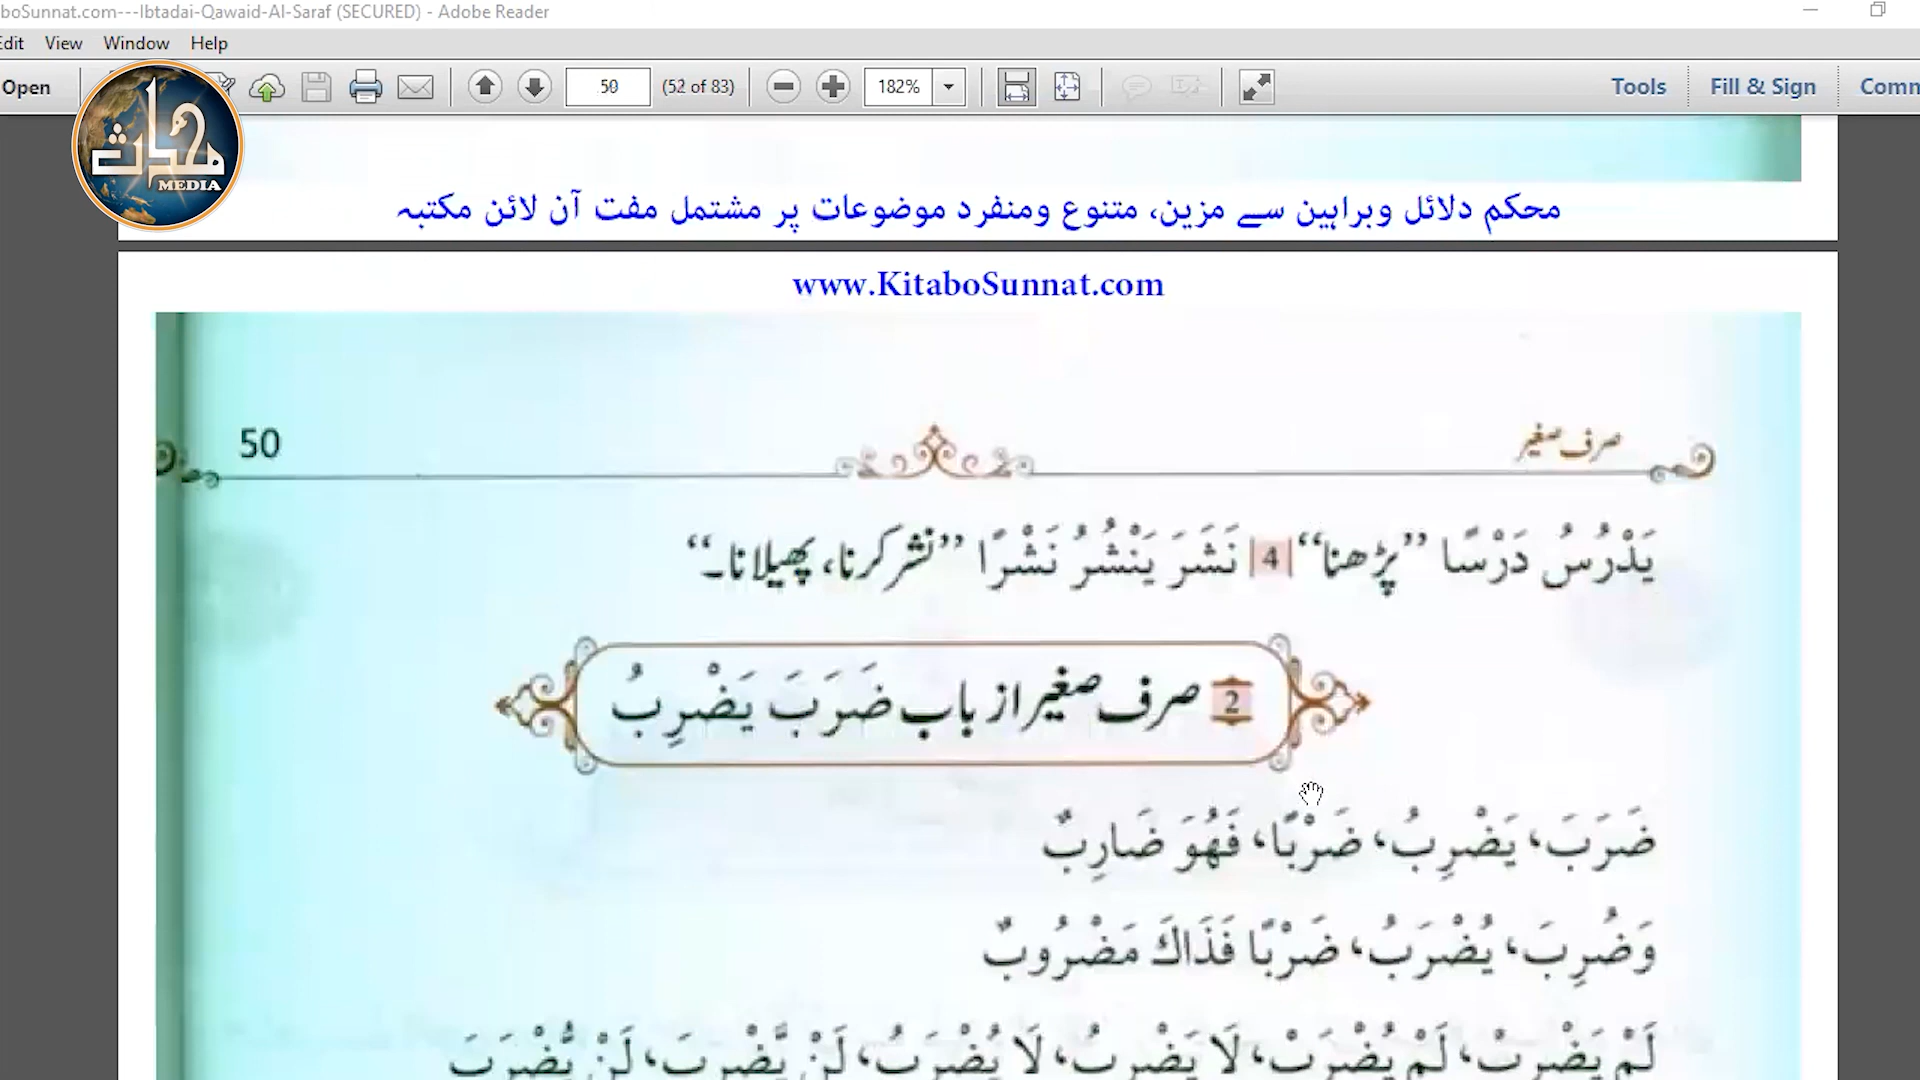 boSunnat.com---Ibtadai-Qawaid-Al-Saraf (SECURED) - Adobe Reader
Edit View Window Help
Open 50 (52 of 83) 182% Tools Fill & Sign Comm
محدث
MEDIA
محکم دلائل وبراہین سے مزین، متنوع ومنفرد موضوعات پر مشتمل مفت آن لائن مکتبہ
www.KitaboSunnat.com
صرف صغیر 50
يَدْرُسُ دَرْسًا ”پڑھنا“ 4 نَشَرَ يَنْشُرُ نَشْرًا ”نشر کرنا، پھیلانا۔“
2 صرف صغیر از باب ضَرَبَ يَضْرِبُ
ضَرَبَ، يَضْرِبُ، ضَرْبًا، فَهُوَ ضَارِبٌ
وَضُرِبَ، يُضْرَبُ، ضَرْبًا فَذَاكَ مَضْرُوبٌ
لَمْ يَضْرِبْ، لَمْ يُضْرَبْ، لَا يَضْرِبُ، لَا يُضْرَبُ، لَنْ يَّضْرِبَ، لَنْ يُّضْرَبَ